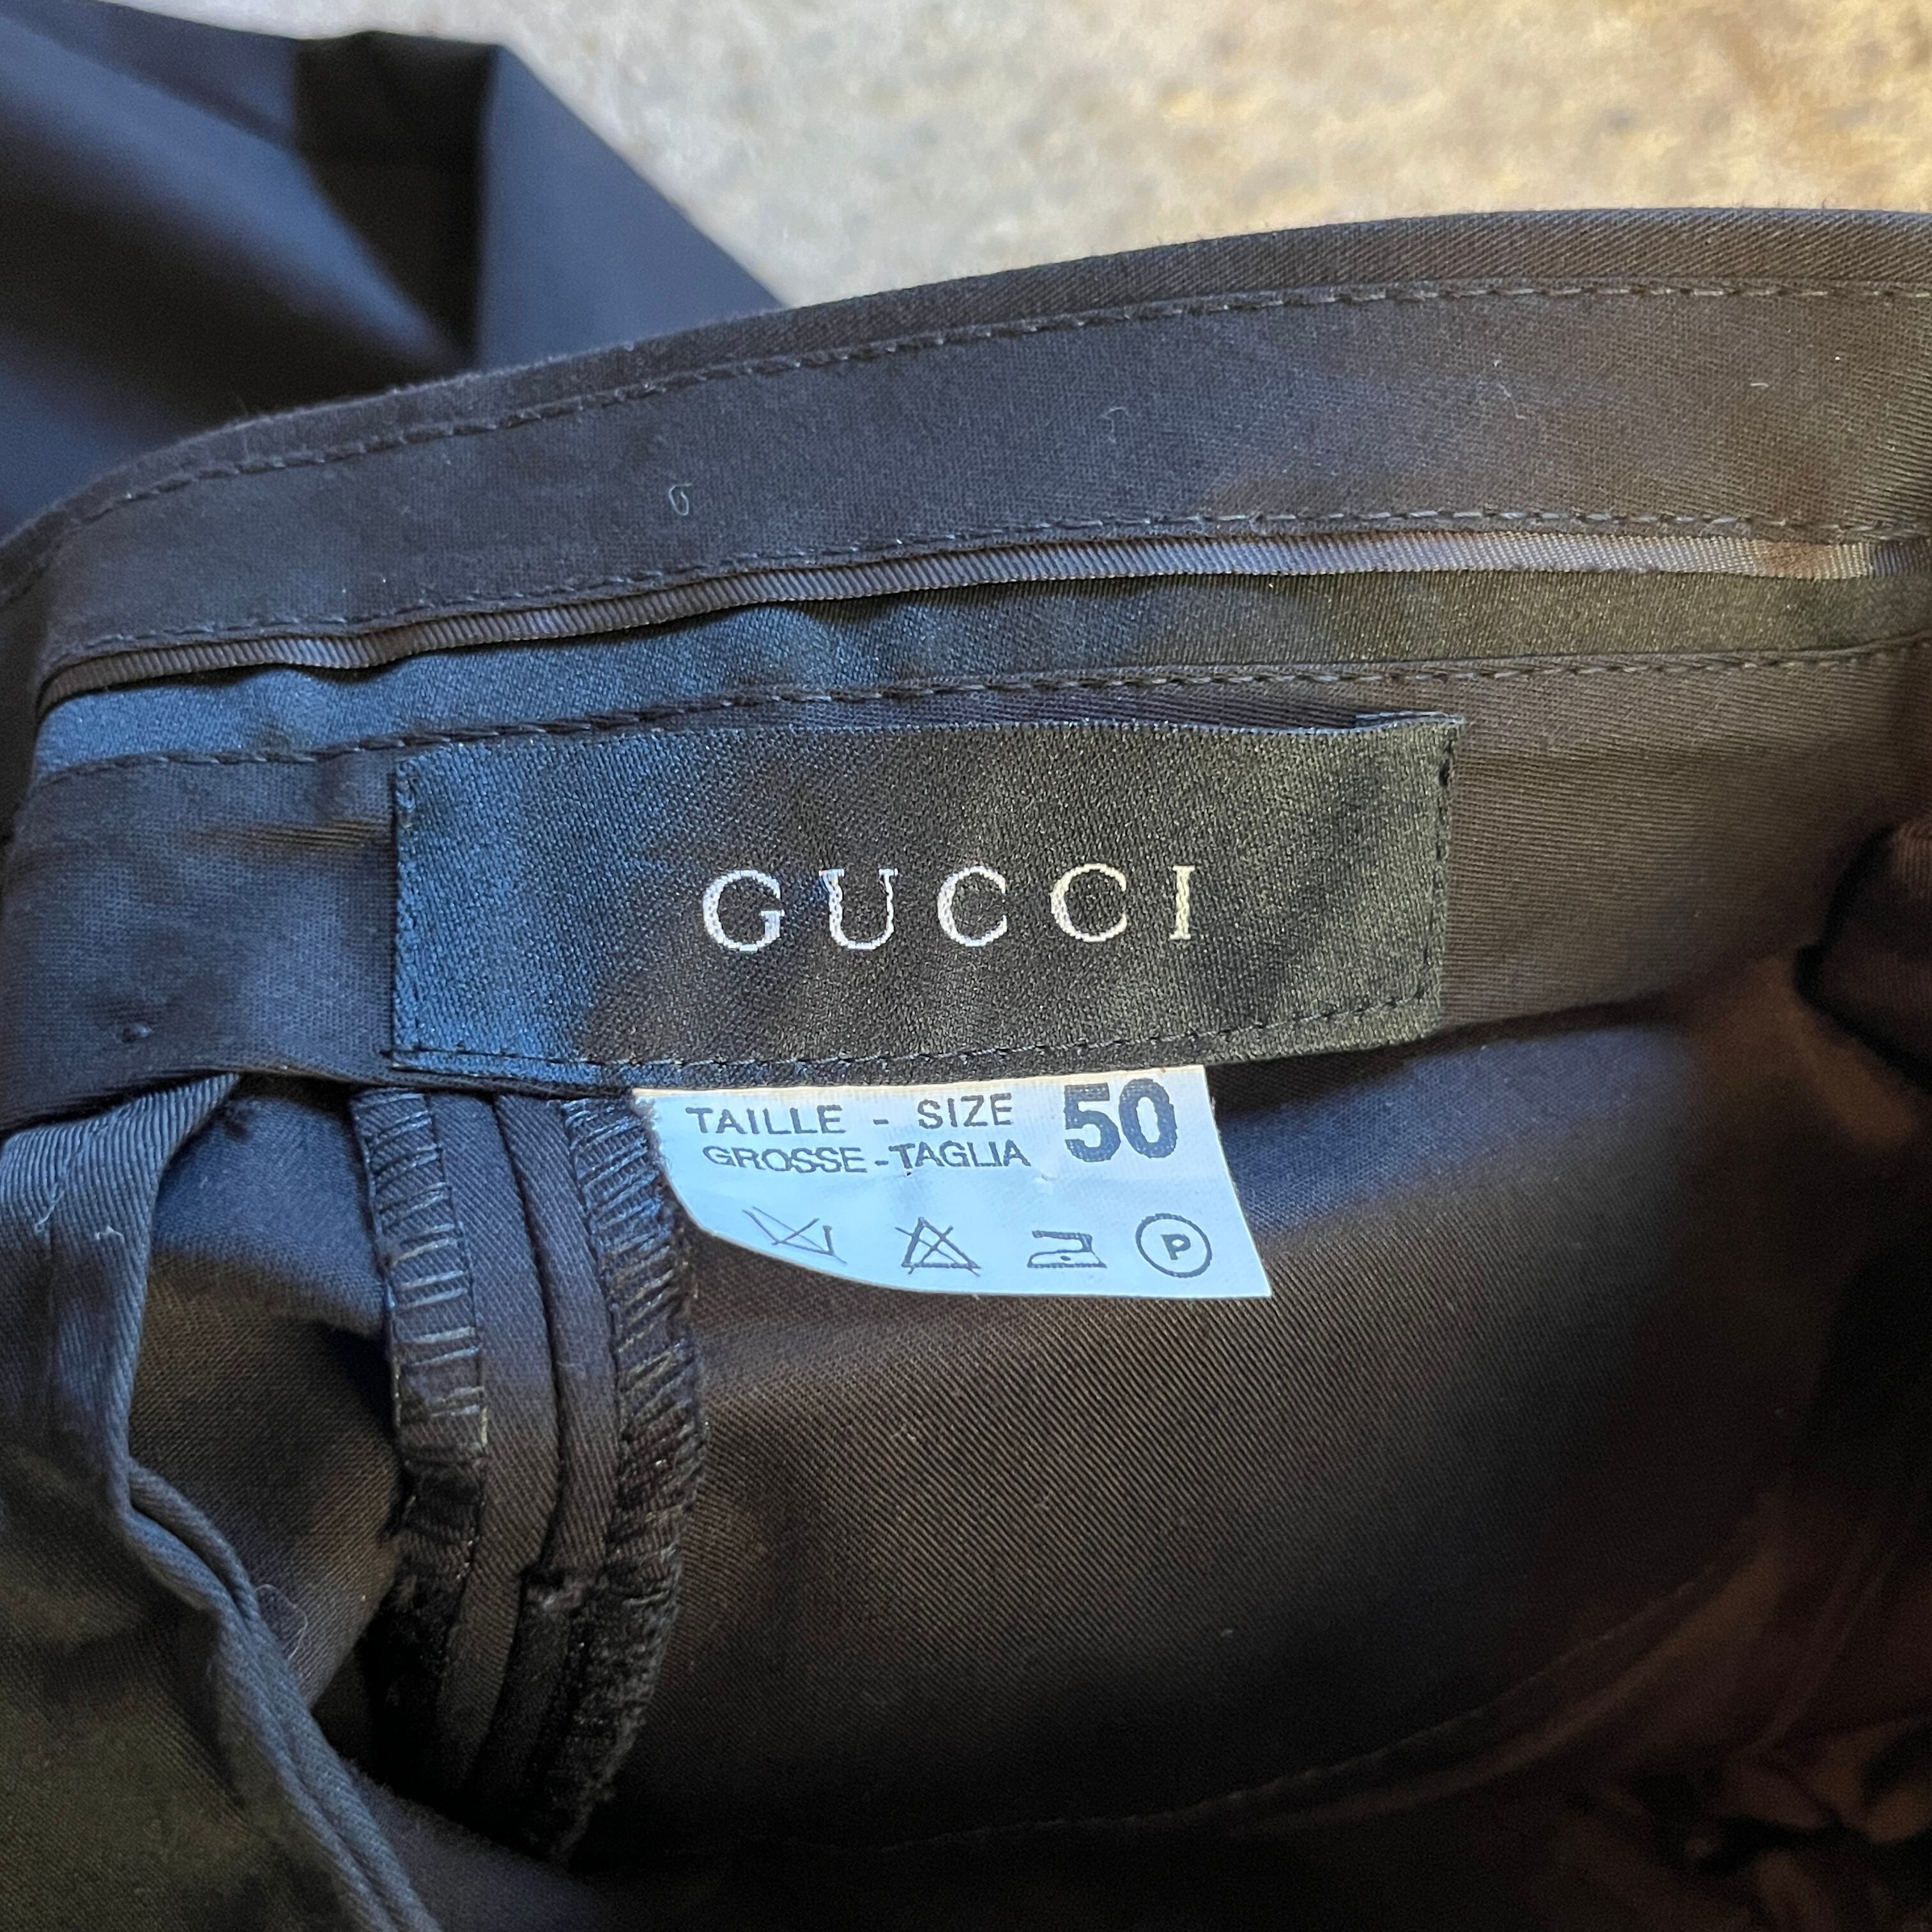 GUCCI
TAILLE - SIZE 50
GROSSE-TAGLIA
P